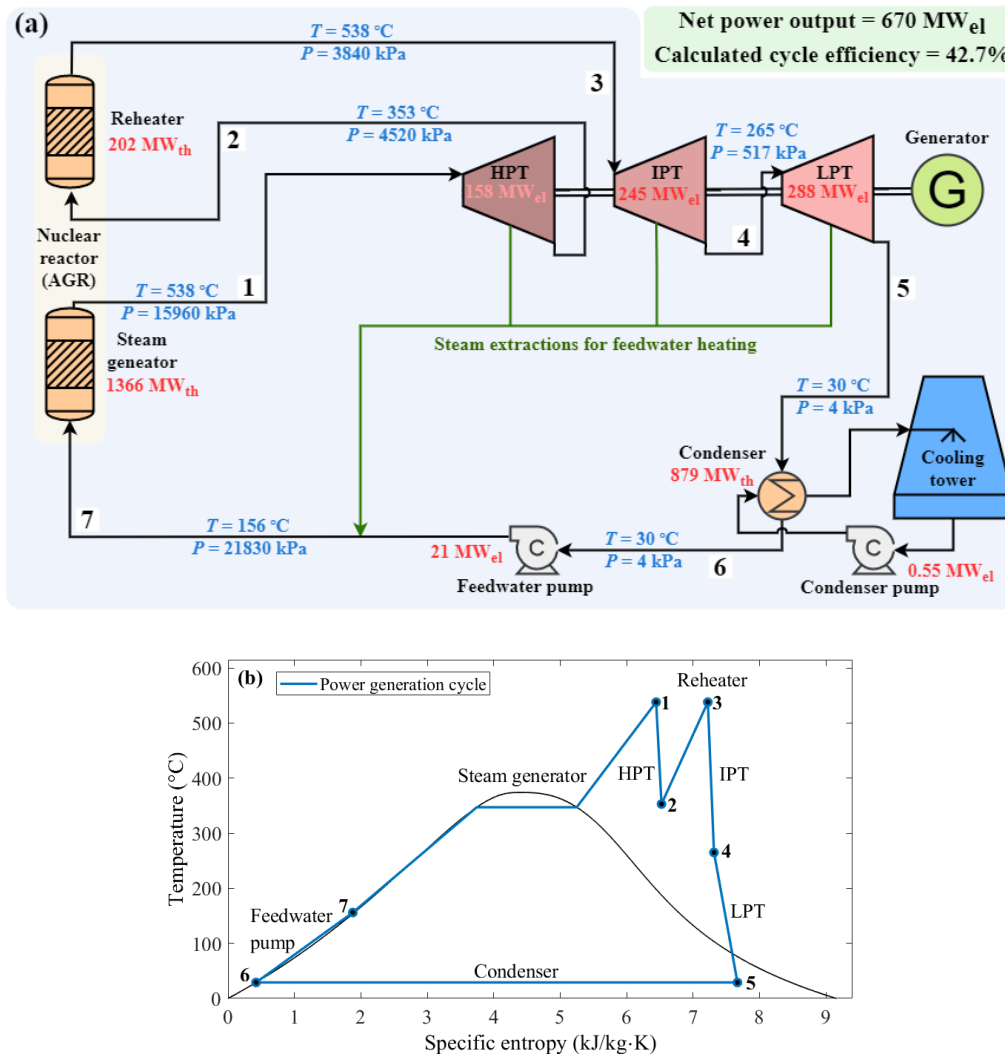 (a)
Net power output = 670 MWel
Calculated cycle efficiency = 42.7%
T = 538 °C
P = 3840 kPa
3
Reheater
202 MWth
2
T = 353 °C
P = 4520 kPa
T = 265 °C
P = 517 kPa
Generator
G
HPT
158 MWel
IPT
245 MWel
LPT
288 MWel
Nuclear
reactor
(AGR)
1
4
5
T = 538 °C
P = 15960 kPa
Steam
geneator
1366 MWth
Steam extractions for feedwater heating
T = 30 °C
P = 4 kPa
Condenser
879 MWth
Cooling
tower
7
T = 156 °C
P = 21830 kPa
21 MWel
C
Feedwater pump
T = 30 °C
P = 4 kPa
6
C
Condenser pump
0.55 MWel
(b)
Power generation cycle
Reheater
1
3
Steam generator
HPT
IPT
2
4
7
LPT
Feedwater
pump
6
Condenser
5
Temperature (°C)
600
500
400
300
200
100
0
0 1 2 3 4 5 6 7 8 9
Specific entropy (kJ/kg·K)